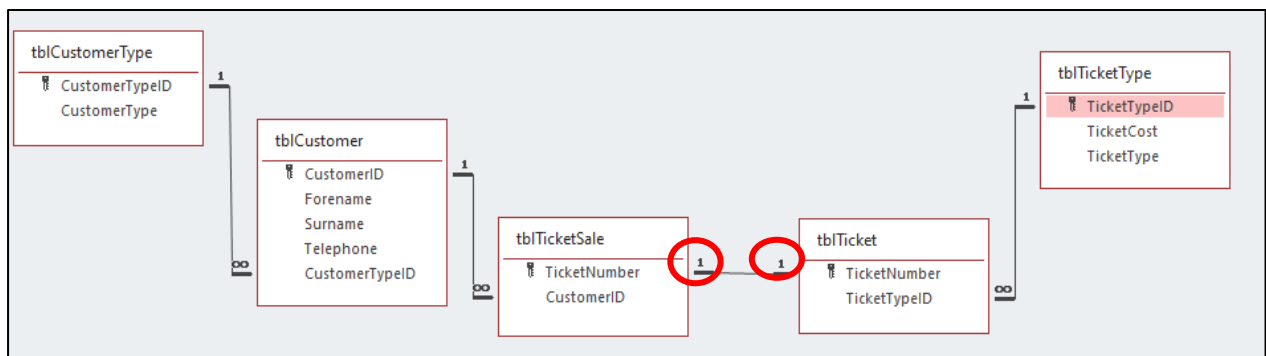 tblCustomerType
CustomerTypeID
CustomerType
1
∞
tblCustomer
CustomerID
Forename
Surname
Telephone
CustomerTypeID
1
∞
tblTicketSale
TicketNumber
CustomerID
1
1
tblTicket
TicketNumber
TicketTypeID
∞
1
tblTicketType
TicketTypeID
TicketCost
TicketType